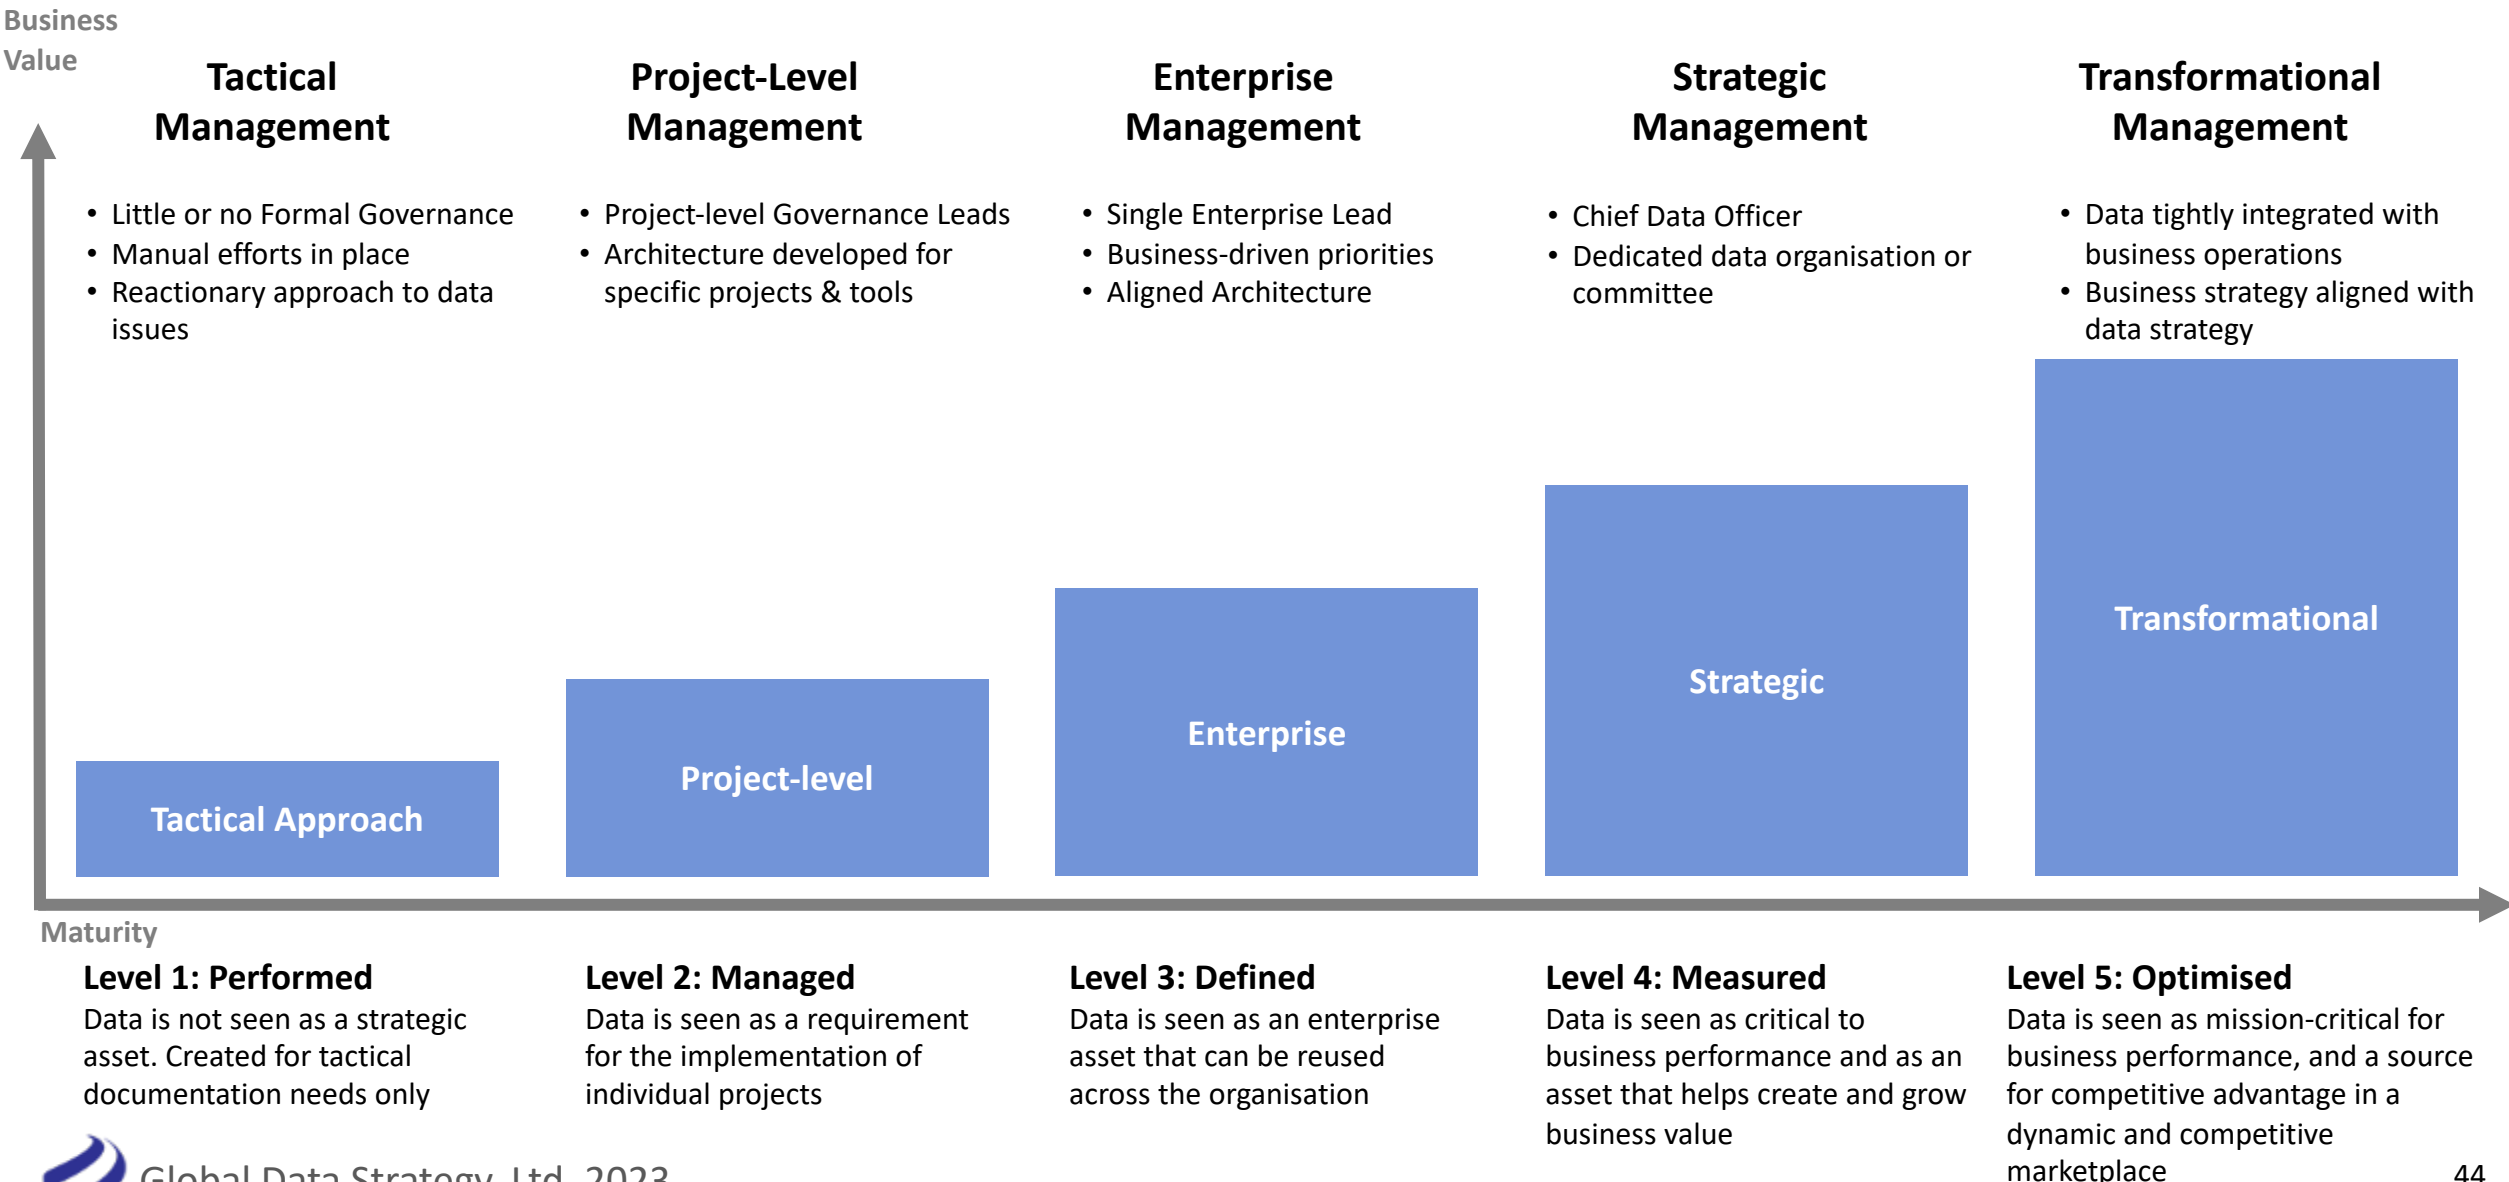 Business
Value
Tactical
Management
• Little or no Formal Governance
• Manual efforts in place
• Reactionary approach to data
issues
Project-Level
Management
• Project-level Governance Leads
• Architecture developed for
specific projects & tools
Enterprise
Management
• Single Enterprise Lead
• Business-driven priorities
• Aligned Architecture
Strategic
Management
• Chief Data Officer
• Dedicated data organisation or
committee
Transformational
Management
• Data tightly integrated with
business operations
• Business strategy aligned with
data strategy
Tactical Approach
Project-level
Enterprise
Strategic
Transformational
Maturity
Level 1: Performed
Data is not seen as a strategic
asset. Created for tactical
documentation needs only
Level 2: Managed
Data is seen as a requirement
for the implementation of
individual projects
Level 3: Defined
Data is seen as an enterprise
asset that can be reused
across the organisation
Level 4: Measured
Data is seen as critical to
business performance and as an
asset that helps create and grow
business value
Level 5: Optimised
Data is seen as mission-critical for
business performance, and a source
for competitive advantage in a
dynamic and competitive
marketplace
Global Data Strategy, Ltd. 2023
44